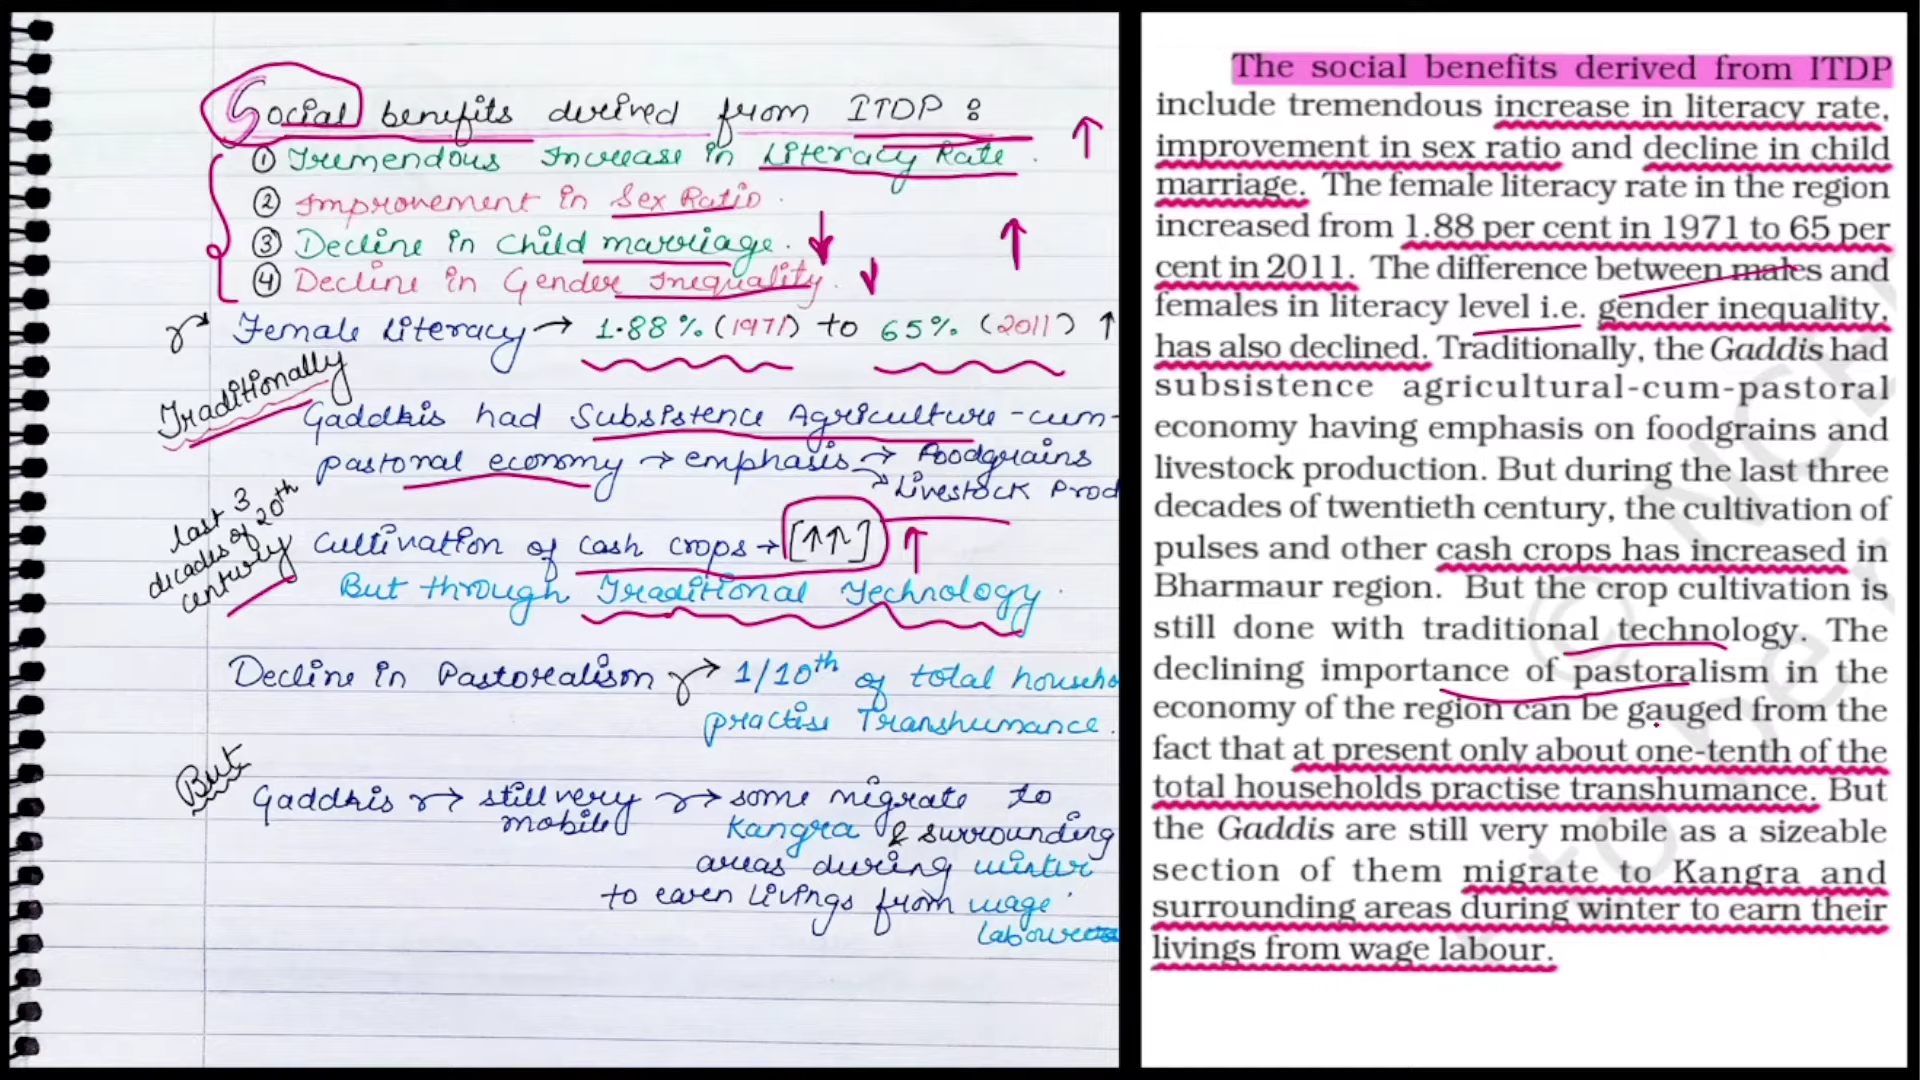 Social benefits derived from ITDP :
① Tremendous Increase in Literacy Rate . ↑
② Improvement in Sex Ratio .
③ Decline in Child marriage . ↓ ↑
④ Decline in Gender Inequality . ↓
Female Literacy → 1.88% (1971) to 65% (2011) ↑
Traditionally
Gaddhis had Subsistence Agriculture - cum-
pastoral economy → emphasis → Foodgrains
→ Livestock Prod
last 3
decades of 20th
century
Cultivation of cash crops → [↑↑] ↑
But through Traditional Technology .
Decline in Pastoralism → 1/10th of total househo
practise Transhumance .
But
Gaddhis → still very → some migrate to
mobile Kangra & surrounding
areas during winter
to earn Livings from wage
Labour
The social benefits derived from ITDP
include tremendous increase in literacy rate,
improvement in sex ratio and decline in child
marriage. The female literacy rate in the region
increased from 1.88 per cent in 1971 to 65 per
cent in 2011. The difference between males and
females in literacy level i.e. gender inequality,
has also declined. Traditionally, the Gaddis had
subsistence agricultural-cum-pastoral
economy having emphasis on foodgrains and
livestock production. But during the last three
decades of twentieth century, the cultivation of
pulses and other cash crops has increased in
Bharmaur region. But the crop cultivation is
still done with traditional technology. The
declining importance of pastoralism in the
economy of the region can be gauged from the
fact that at present only about one-tenth of the
total households practise transhumance. But
the Gaddis are still very mobile as a sizeable
section of them migrate to Kangra and
surrounding areas during winter to earn their
livings from wage labour.